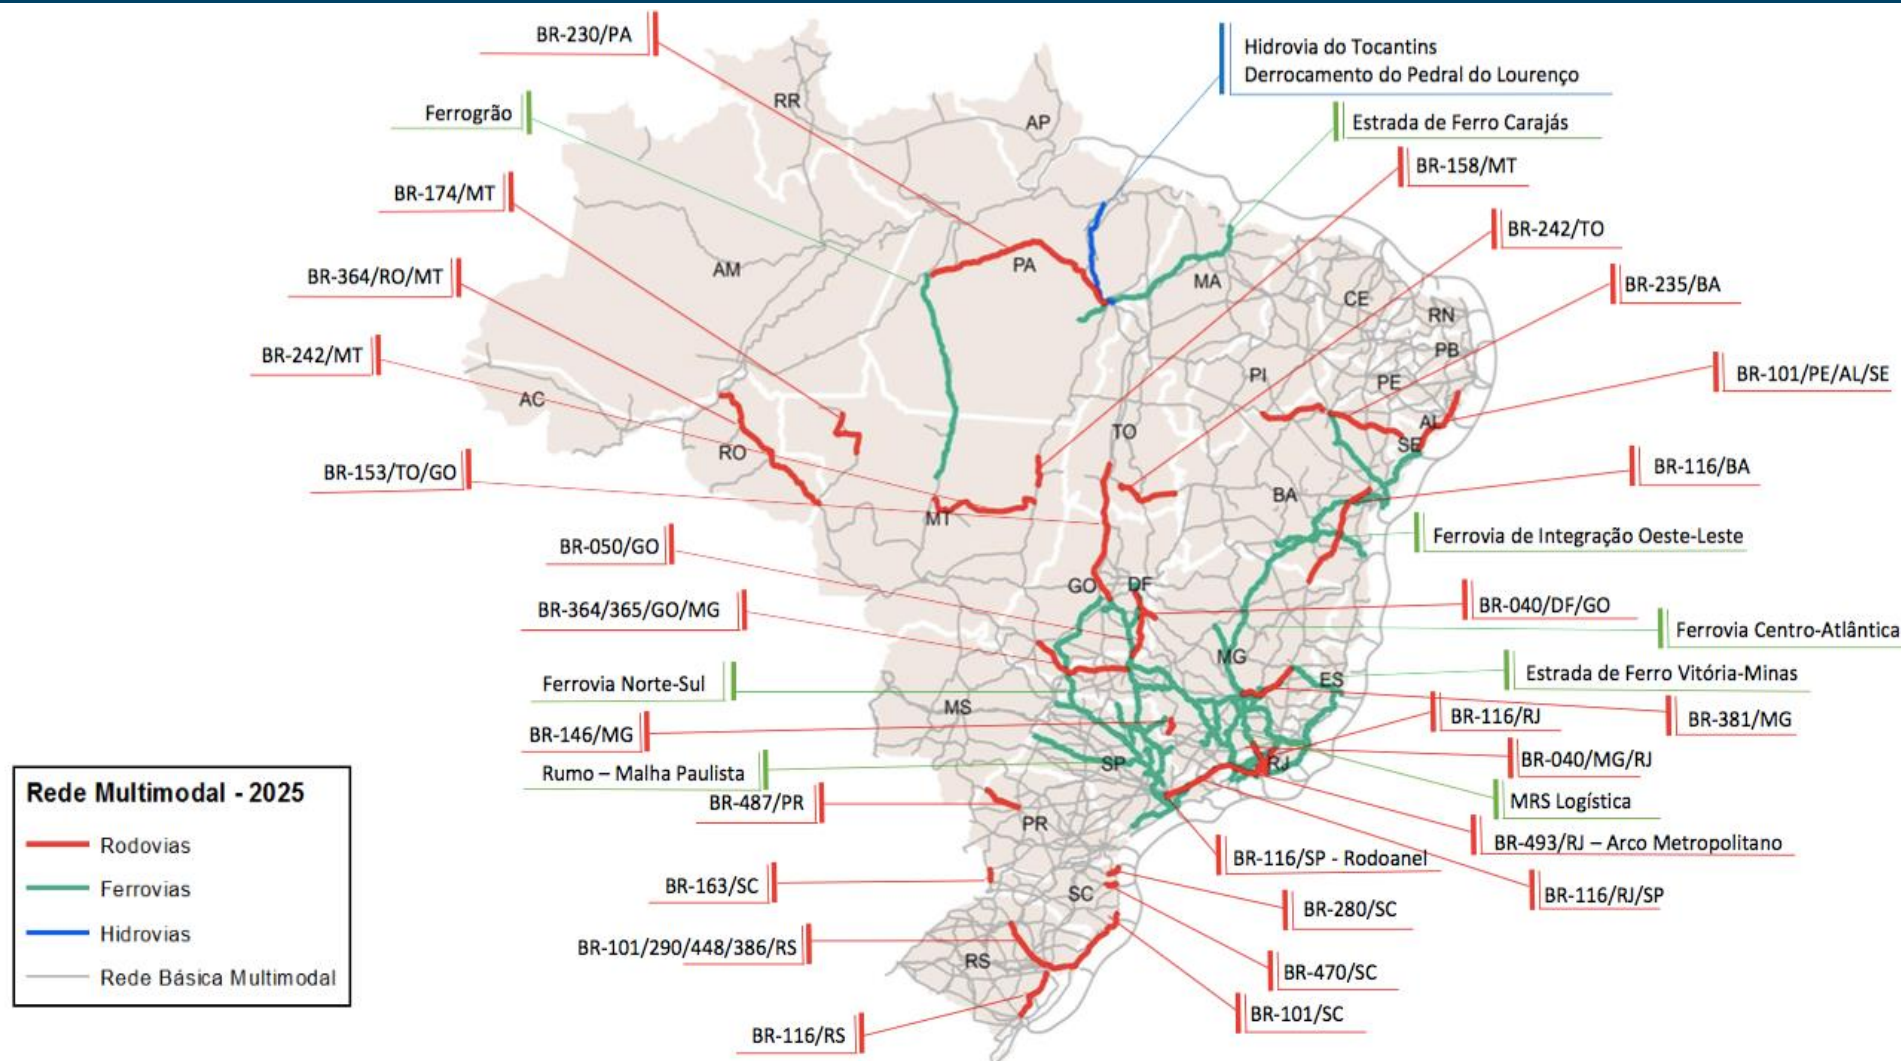 BR-230/PA
Hidrovia do Tocantins
Derrocamento do Pedral do Lourenço
Ferrogrão
Estrada de Ferro Carajás
BR-158/MT
BR-174/MT
BR-242/TO
BR-364/RO/MT
BR-235/BA
BR-242/MT
BR-101/PE/AL/SE
BR-153/TO/GO
BR-116/BA
Ferrovia de Integração Oeste-Leste
BR-050/GO
BR-364/365/GO/MG
BR-040/DF/GO
Ferrovia Centro-Atlântica
Ferrovia Norte-Sul
Estrada de Ferro Vitória-Minas
BR-146/MG
BR-116/RJ
BR-381/MG
Rumo – Malha Paulista
BR-040/MG/RJ
BR-487/PR
MRS Logística
BR-493/RJ – Arco Metropolitano
BR-116/SP - Rodoanel
BR-163/SC
BR-116/RJ/SP
BR-280/SC
BR-101/290/448/386/RS
BR-470/SC
BR-101/SC
BR-116/RS
RR
AP
AM
PA
MA
CE
RN
PB
PI
PE
AC
AL
TO
SE
RO
BA
MT
GO
DF
MG
ES
MS
SP
RJ
PR
SC
RS
Rede Multimodal - 2025
Rodovias
Ferrovias
Hidrovias
Rede Básica Multimodal